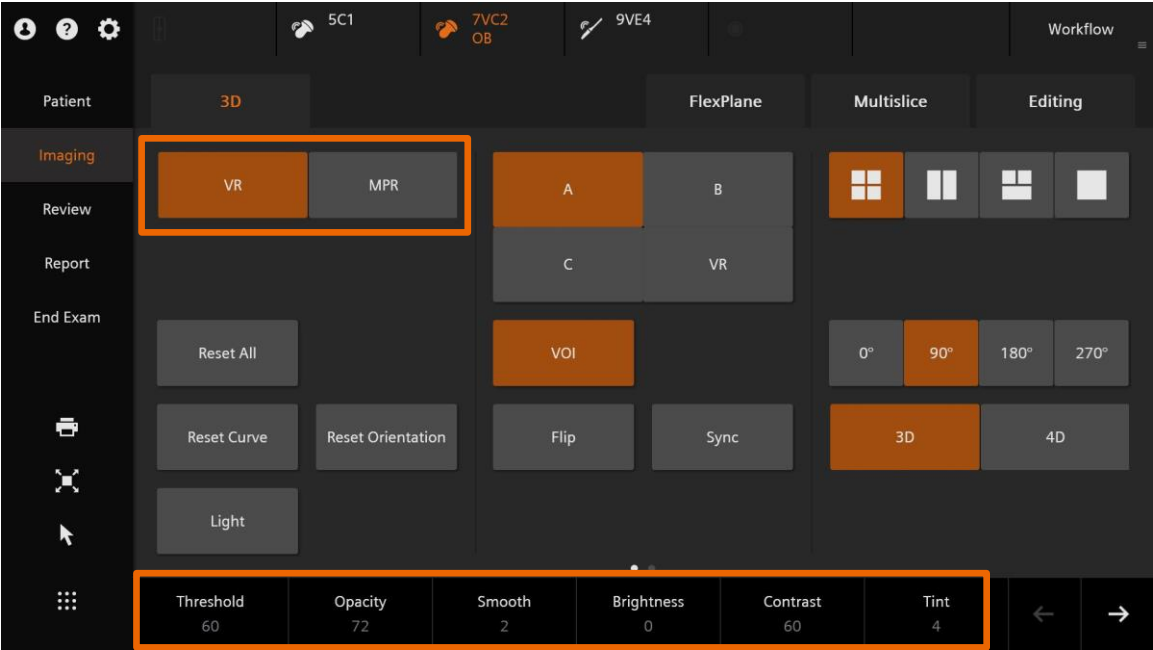 5C1
7VC2
OB
9VE4
Workflow
Patient
Imaging
Review
Report
End Exam
3D
FlexPlane
Multislice
Editing
VR
MPR
A
B
C
VR
Reset All
VOI
0°
90°
180°
270°
Reset Curve
Reset Orientation
Flip
Sync
3D
4D
Light
Threshold
60
Opacity
72
Smooth
2
Brightness
0
Contrast
60
Tint
4